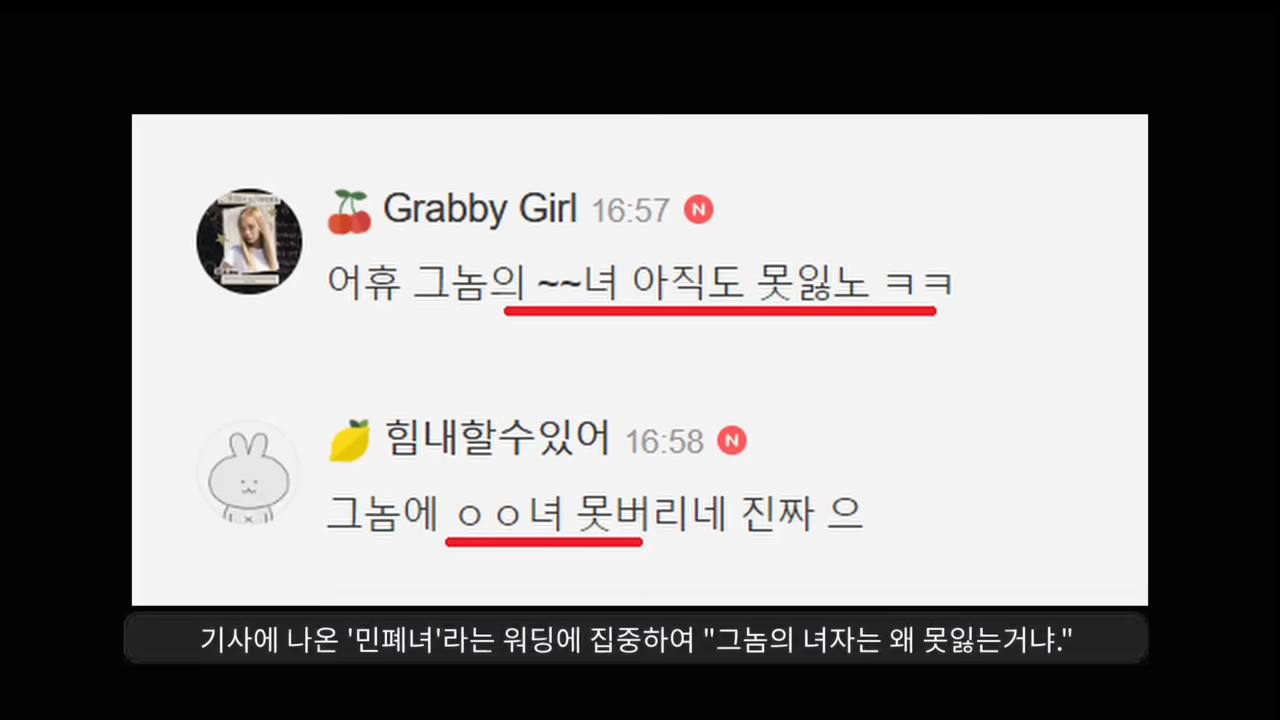 Grabby Girl 16:57 N
어휴 그놈의 ~~녀 아직도 못잃노 ㅋㅋ
힘내할수있어 16:58 N
그놈에 ㅇㅇ녀 못버리네 진짜 으
기사에 나온 '민폐녀'라는 워딩에 집중하여 "그놈의 녀자는 왜 못잃는거냐."